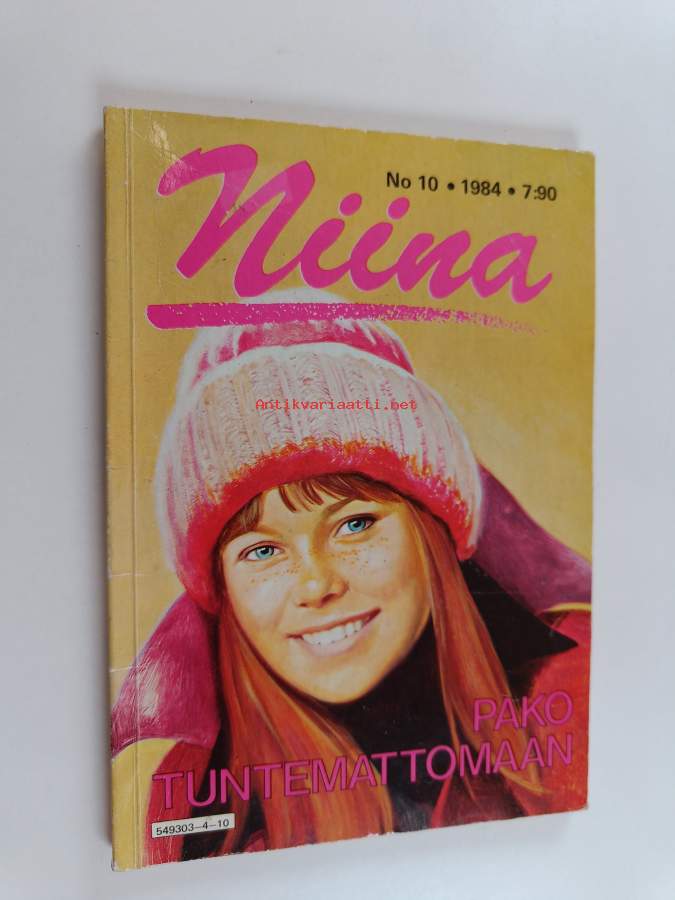 No 10 • 1984 • 7:90
Niina
Antikvariaatti.net
PAKO
TUNTEMATTOMAAN
549303-4-10